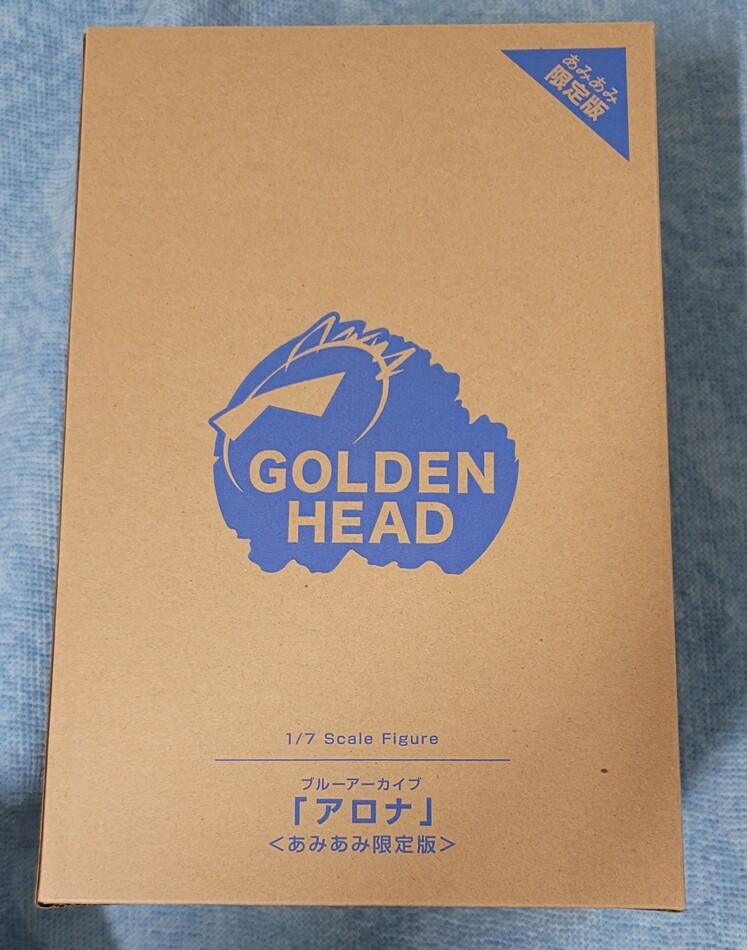 あみあみ
限定版
GOLDEN
HEAD
1/7 Scale Figure
ブルーアーカイブ
「アロナ」
＜あみあみ限定版＞